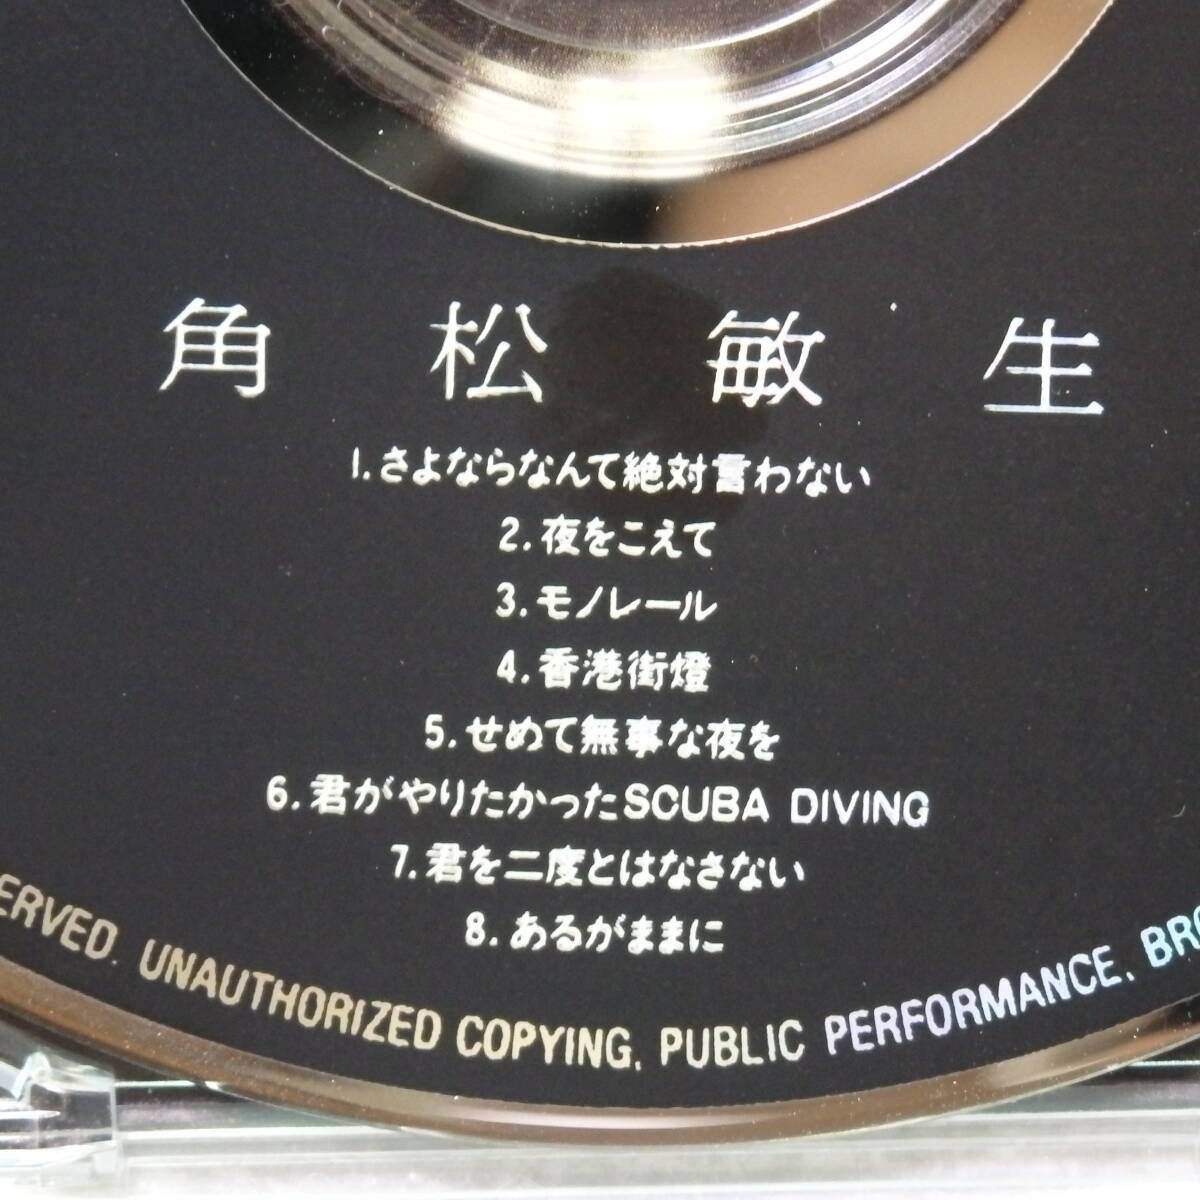 角松敏生
1.さよならなんて絶対言わない
2.夜をこえて
3.モノレール
4.香港街燈
5.せめて無事な夜を
6.君がやりたかったSCUBA DIVING
7.君を二度とはなさない
8.あるがままに
ERVED. UNAUTHORIZED COPYING, PUBLIC PERFORMANCE, BRO